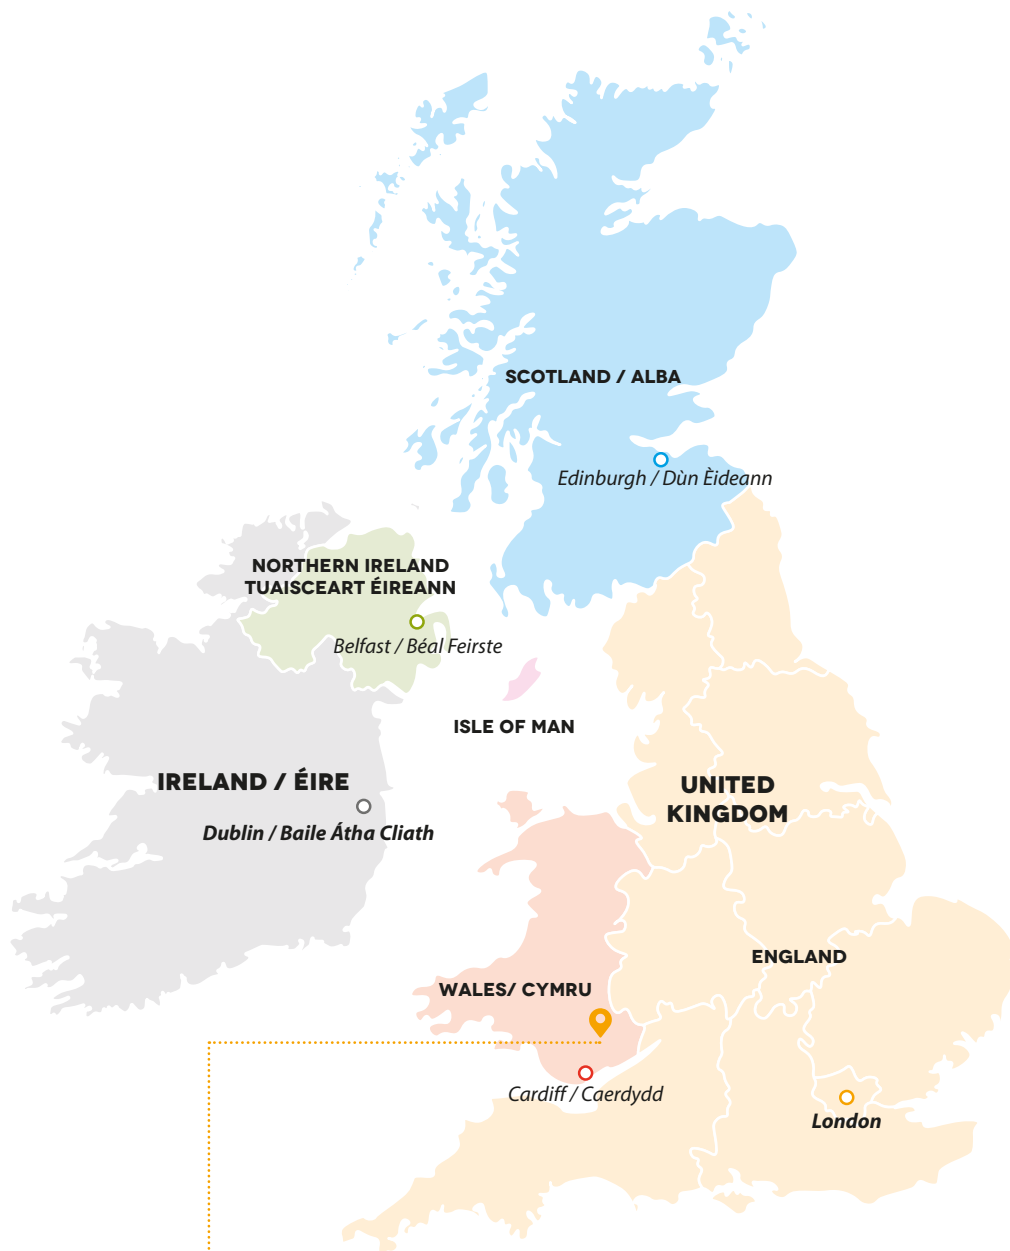 SCOTLAND / ALBA
Edinburgh / Dùn Èideann
NORTHERN IRELAND
TUAISCEART ÉIREANN
Belfast / Béal Feirste
ISLE OF MAN
IRELAND / ÉIRE
Dublin / Baile Átha Cliath
UNITED
KINGDOM
ENGLAND
WALES/ CYMRU
Cardiff / Caerdydd
London